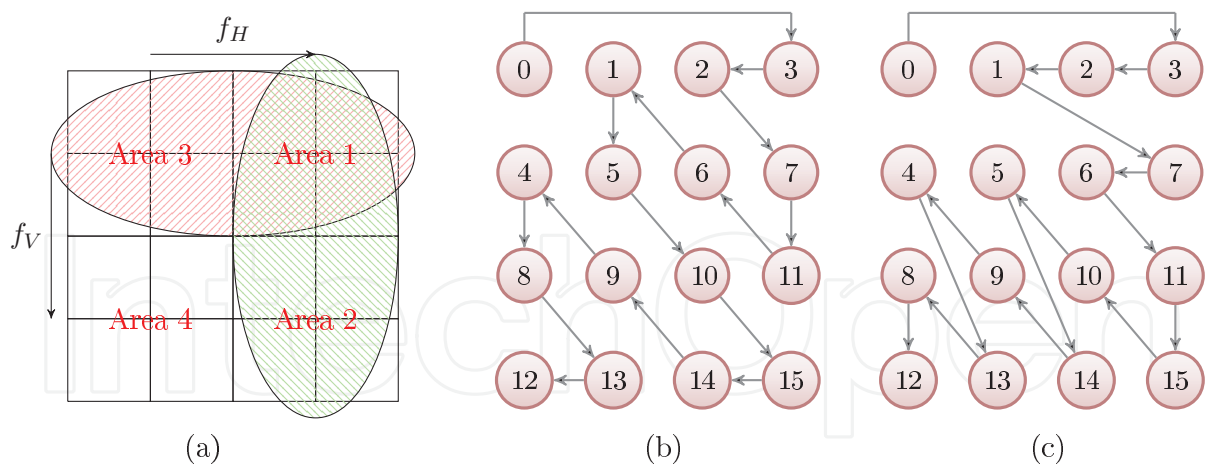 f_H
f_V
Area 3 Area 1
Area 4 Area 2
(a)
0 1 2 3
4 5 6 7
8 9 10 11
12 13 14 15
(b)
0 1 2 3
4 5 6 7
8 9 10 11
12 13 14 15
(c)
IntechOpen